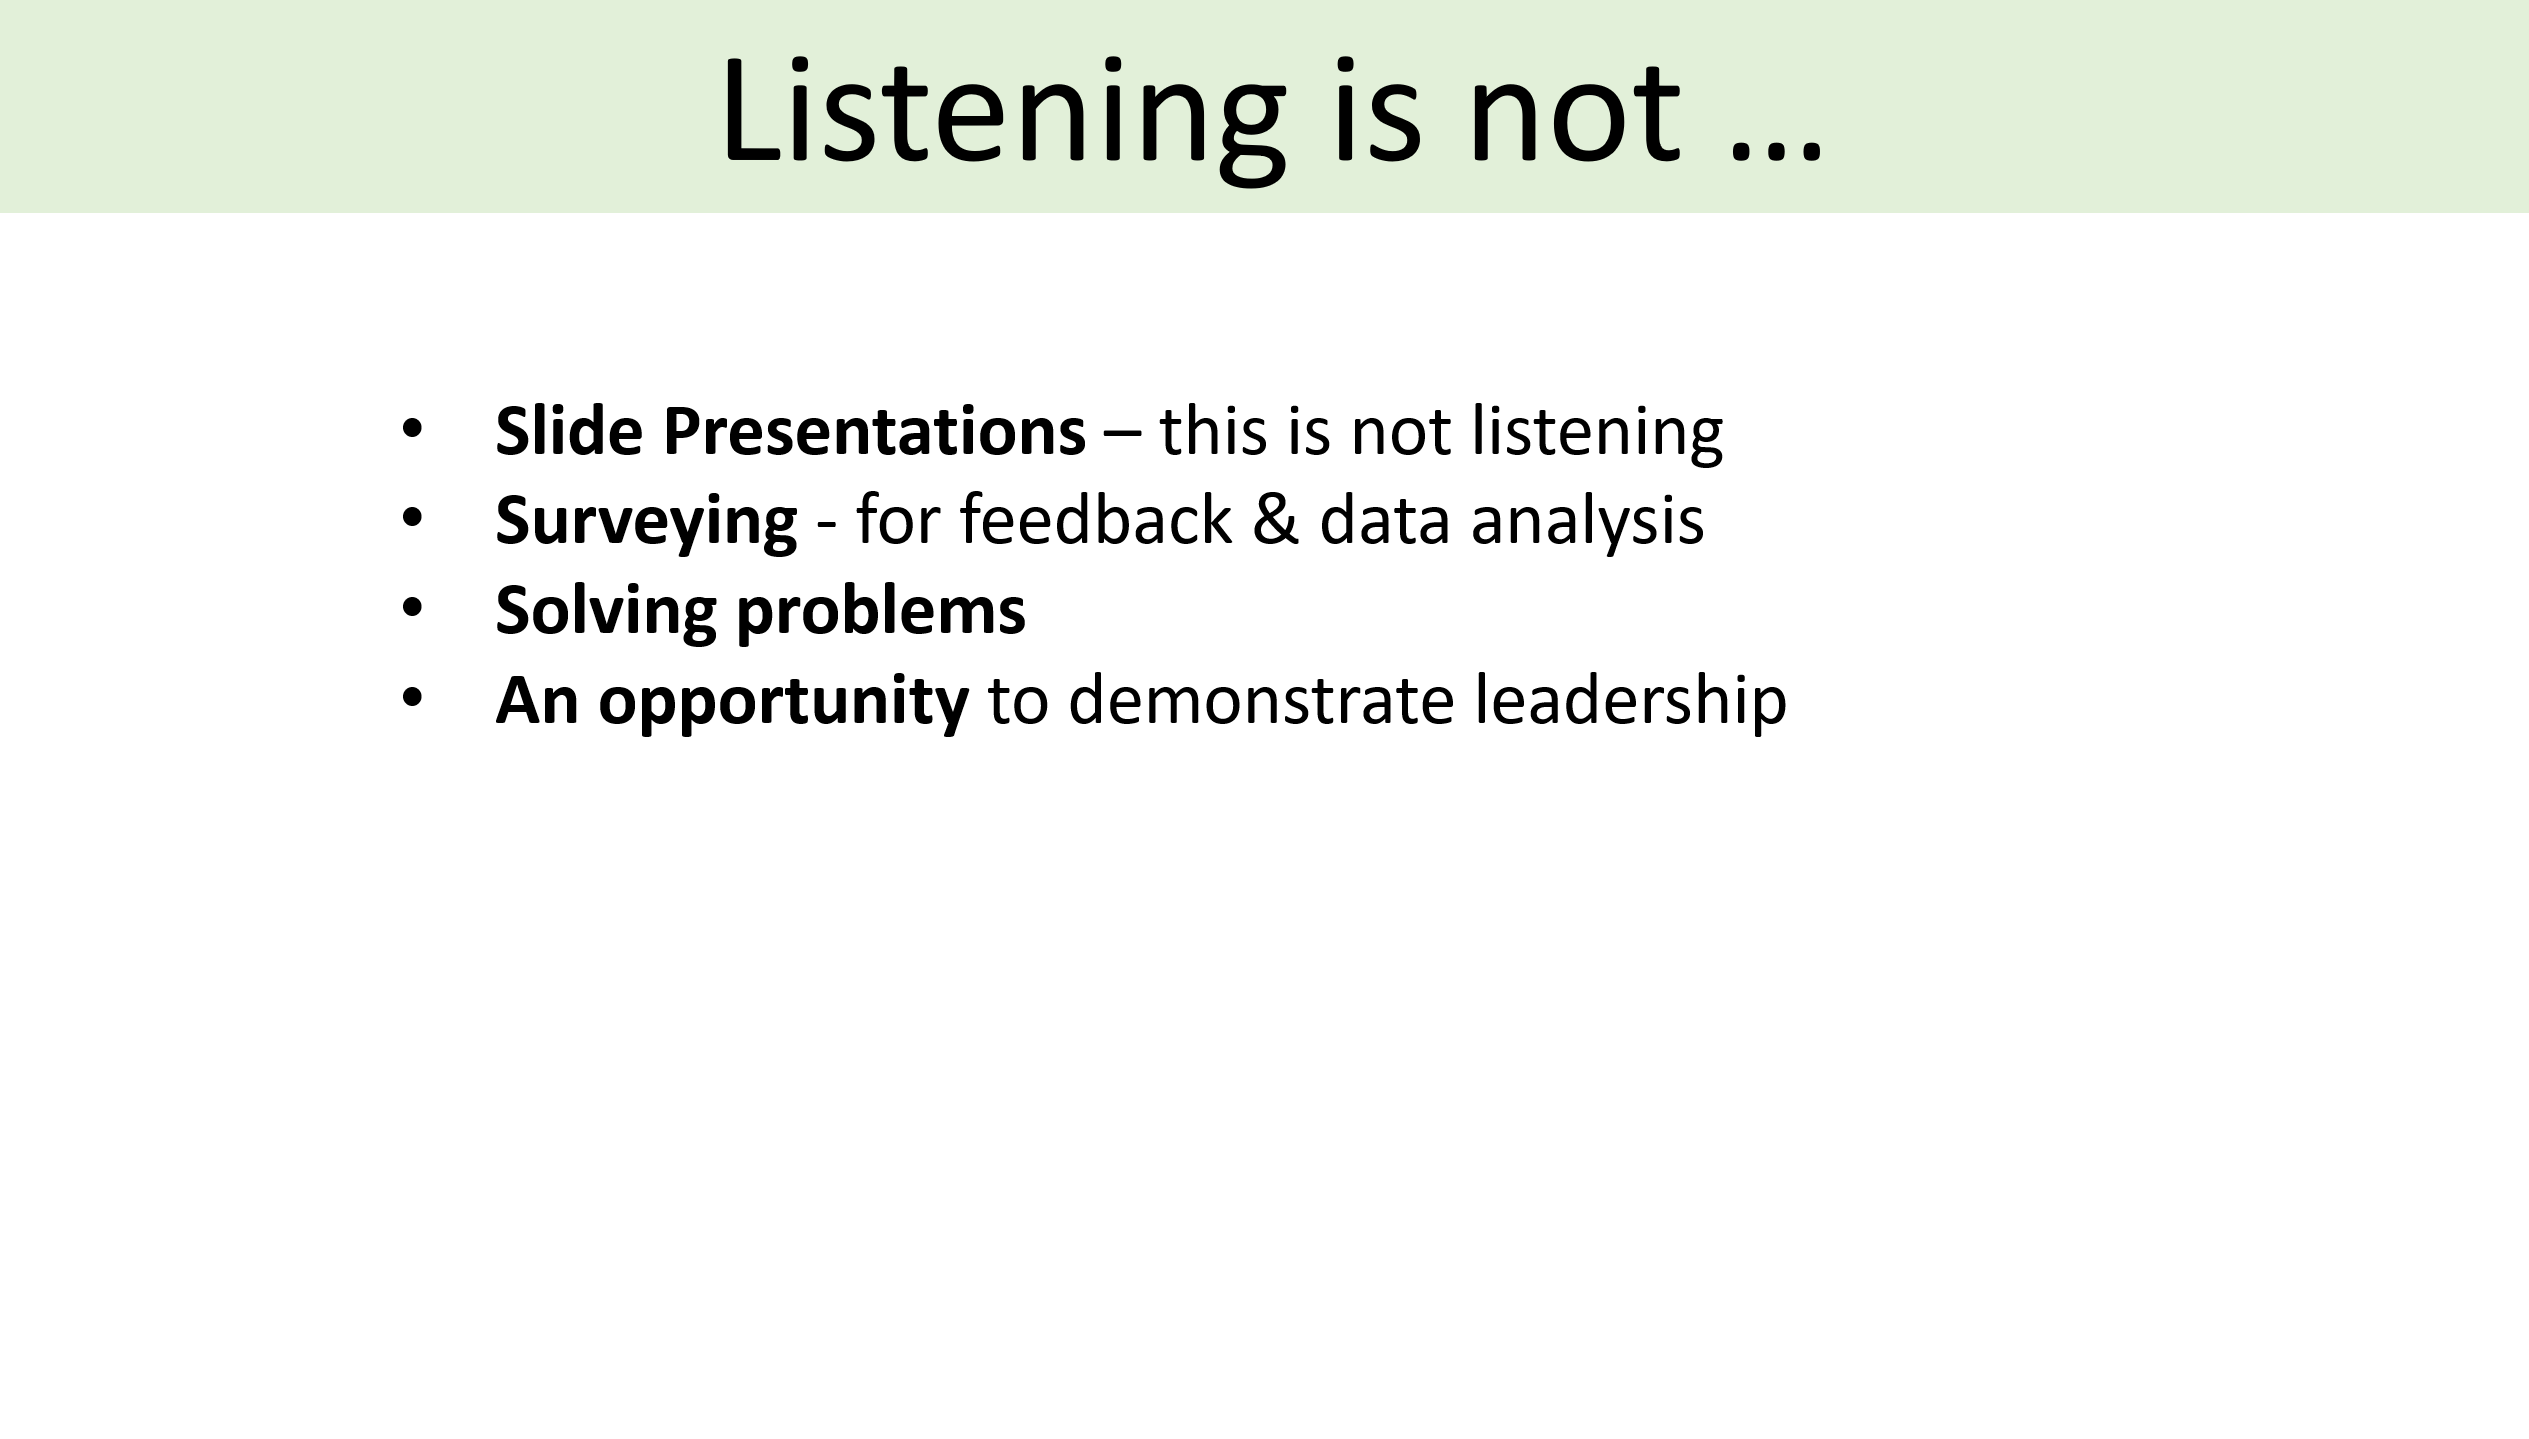 Listening is not …
• Slide Presentations – this is not listening
• Surveying - for feedback & data analysis
• Solving problems
• An opportunity to demonstrate leadership